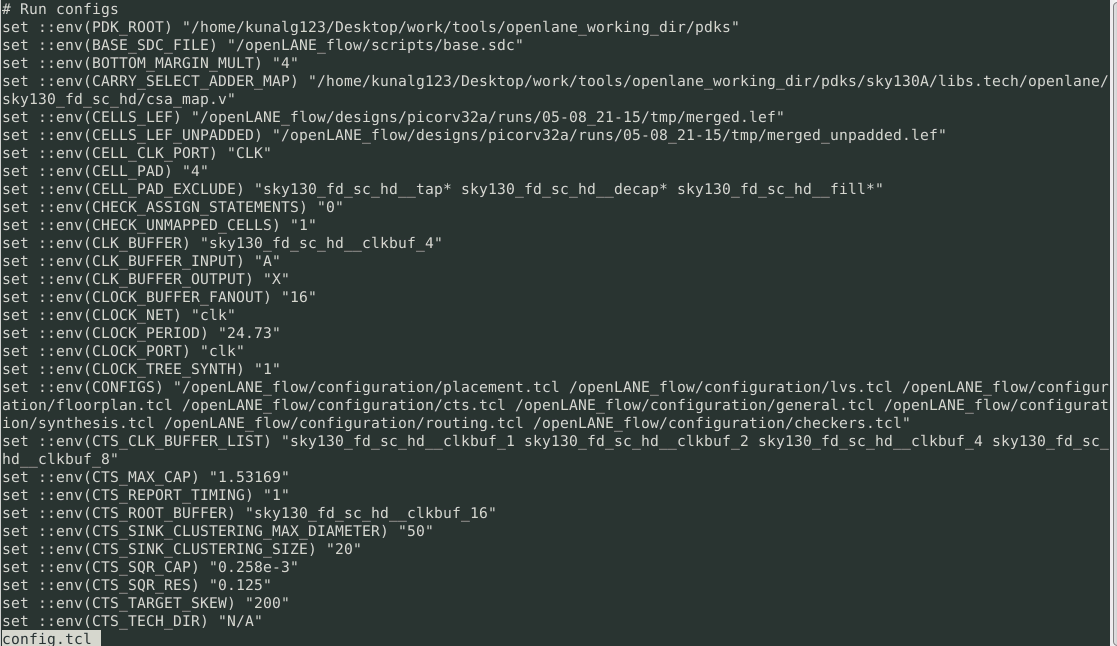 # Run configs
set ::env(PDK_ROOT) "/home/kunalg123/Desktop/work/tools/openlane_working_dir/pdks"
set ::env(BASE_SDC_FILE) "/openLANE_flow/scripts/base.sdc"
set ::env(BOTTOM_MARGIN_MULT) "4"
set ::env(CARRY_SELECT_ADDER_MAP) "/home/kunalg123/Desktop/work/tools/openlane_working_dir/pdks/sky130A/libs.tech/openlane/
sky130_fd_sc_hd/csa_map.v"
set ::env(CELLS_LEF) "/openLANE_flow/designs/picorv32a/runs/05-08_21-15/tmp/merged.lef"
set ::env(CELLS_LEF_UNPADDED) "/openLANE_flow/designs/picorv32a/runs/05-08_21-15/tmp/merged_unpadded.lef"
set ::env(CELL_CLK_PORT) "CLK"
set ::env(CELL_PAD) "4"
set ::env(CELL_PAD_EXCLUDE) "sky130_fd_sc_hd__tap* sky130_fd_sc_hd__decap* sky130_fd_sc_hd__fill*"
set ::env(CHECK_ASSIGN_STATEMENTS) "0"
set ::env(CHECK_UNMAPPED_CELLS) "1"
set ::env(CLK_BUFFER) "sky130_fd_sc_hd__clkbuf_4"
set ::env(CLK_BUFFER_INPUT) "A"
set ::env(CLK_BUFFER_OUTPUT) "X"
set ::env(CLOCK_BUFFER_FANOUT) "16"
set ::env(CLOCK_NET) "clk"
set ::env(CLOCK_PERIOD) "24.73"
set ::env(CLOCK_PORT) "clk"
set ::env(CLOCK_TREE_SYNTH) "1"
set ::env(CONFIGS) "/openLANE_flow/configuration/placement.tcl /openLANE_flow/configuration/lvs.tcl /openLANE_flow/configur
ation/floorplan.tcl /openLANE_flow/configuration/cts.tcl /openLANE_flow/configuration/general.tcl /openLANE_flow/configurat
ion/synthesis.tcl /openLANE_flow/configuration/routing.tcl /openLANE_flow/configuration/checkers.tcl"
set ::env(CTS_CLK_BUFFER_LIST) "sky130_fd_sc_hd__clkbuf_1 sky130_fd_sc_hd__clkbuf_2 sky130_fd_sc_hd__clkbuf_4 sky130_fd_sc_
hd__clkbuf_8"
set ::env(CTS_MAX_CAP) "1.53169"
set ::env(CTS_REPORT_TIMING) "1"
set ::env(CTS_ROOT_BUFFER) "sky130_fd_sc_hd__clkbuf_16"
set ::env(CTS_SINK_CLUSTERING_MAX_DIAMETER) "50"
set ::env(CTS_SINK_CLUSTERING_SIZE) "20"
set ::env(CTS_SQR_CAP) "0.258e-3"
set ::env(CTS_SQR_RES) "0.125"
set ::env(CTS_TARGET_SKEW) "200"
set ::env(CTS_TECH_DIR) "N/A"
config.tcl